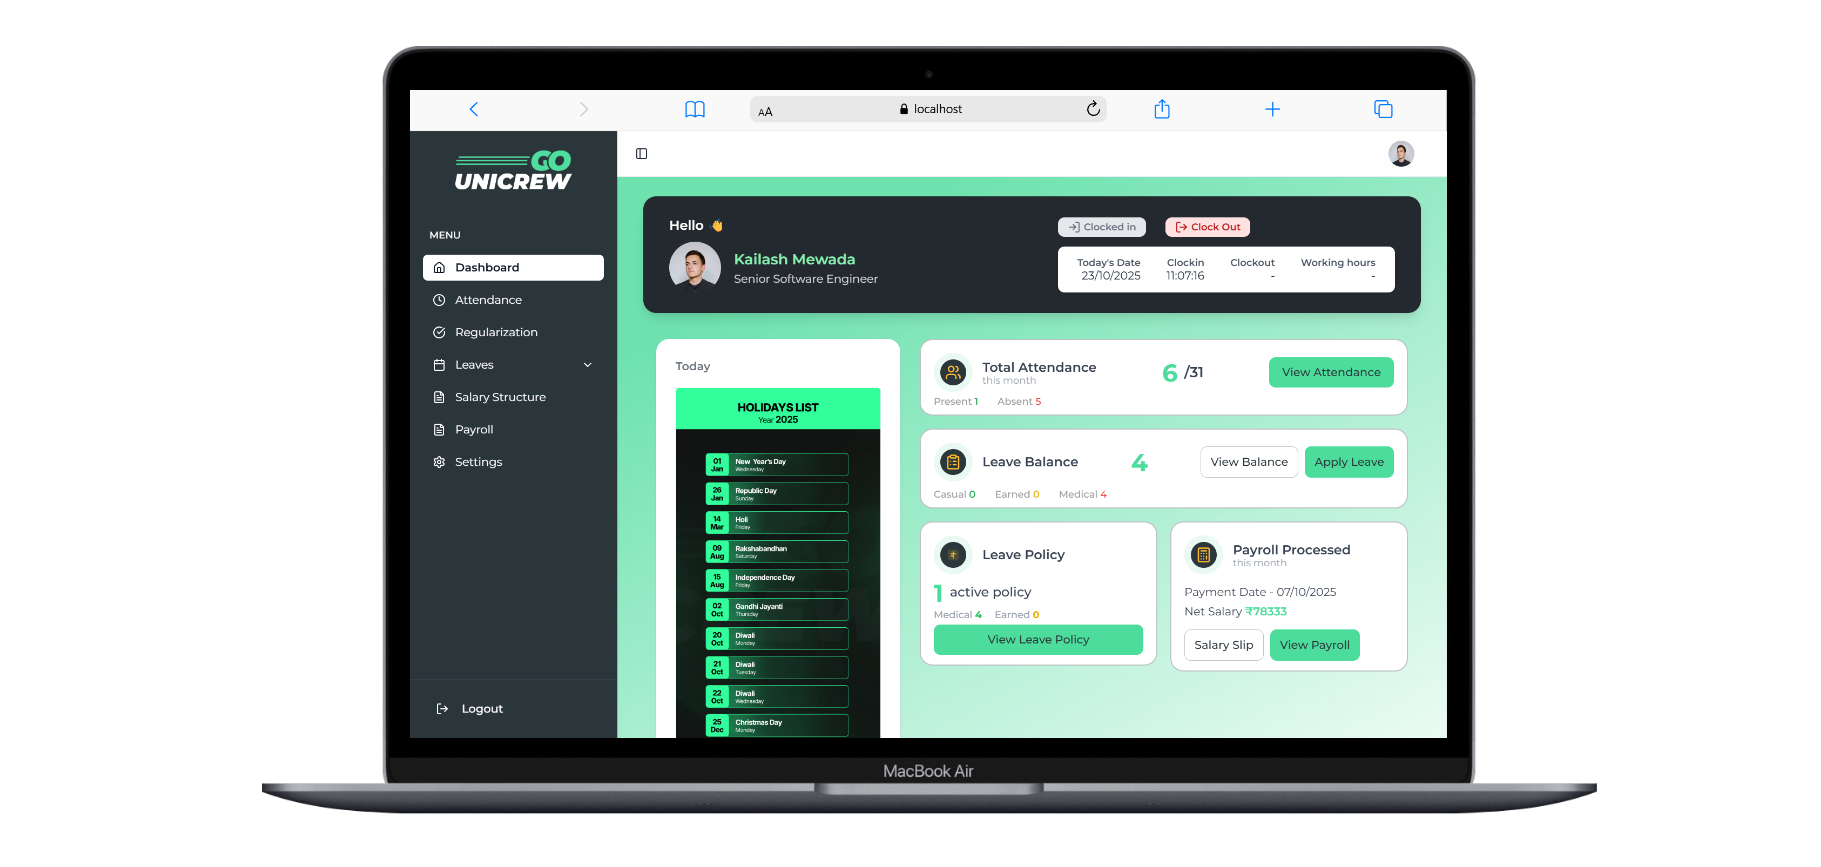 AA
localhost
GO
UNICREW
MENU
Dashboard
Attendance
Regularization
Leaves
Salary Structure
Payroll
Settings
Logout
Hello 👋
Kailash Mewada
Senior Software Engineer
Clocked in
Clock Out
Today's Date Clockin Clockout Working hours
23/10/2025 11:07:16 - -
Today
HOLIDAYS LIST
Year 2025
01 Jan New Year's Day
Wednesday
26 Jan Republic Day
Sunday
14 Mar Holi
Friday
09 Aug Rakshabandhan
Saturday
15 Aug Independence Day
Friday
02 Oct Gandhi Jayanti
Thursday
20 Oct Diwali
Monday
21 Oct Diwali
Tuesday
22 Oct Diwali
Wednesday
25 Dec Christmas Day
Monday
Total Attendance
this month
6 /31
View Attendance
Present 1 Absent 5
Leave Balance
4
View Balance
Apply Leave
Casual 0 Earned 0 Medical 4
Leave Policy
1 active policy
Medical 4 Earned 0
View Leave Policy
Payroll Processed
this month
Payment Date - 07/10/2025
Net Salary ₹78333
Salary Slip
View Payroll
MacBook Air